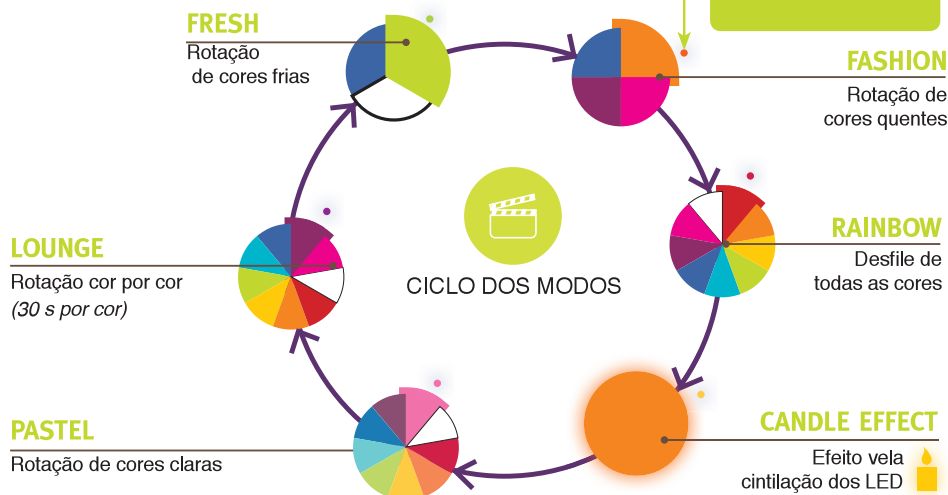 FRESH
Rotação
de cores frias
FASHION
Rotação de
cores quentes
RAINBOW
Desfile de
todas as cores
LOUNGE
Rotação cor por cor
(30 s por cor)
CICLO DOS MODOS
PASTEL
Rotação de cores claras
CANDLE EFFECT
Efeito vela
cintilação dos LED